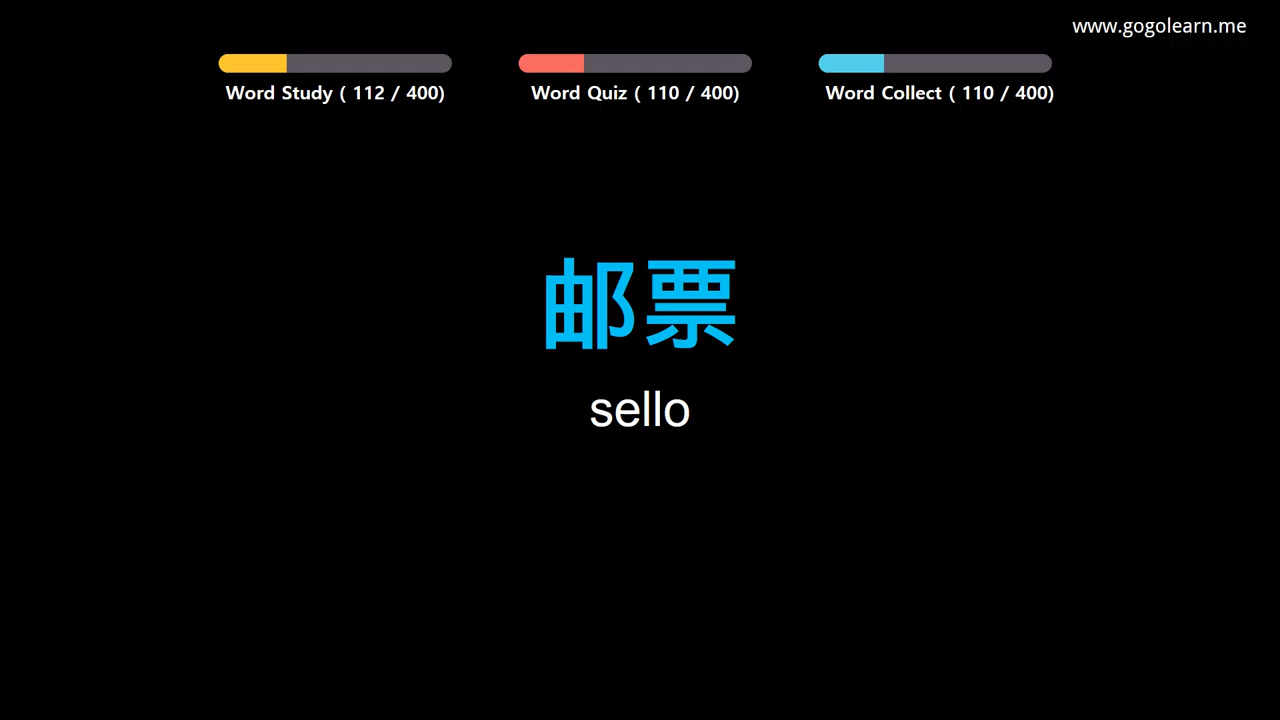 www.gogolearn.me
Word Study ( 112 / 400)
Word Quiz ( 110 / 400)
Word Collect ( 110 / 400)
邮票
sello